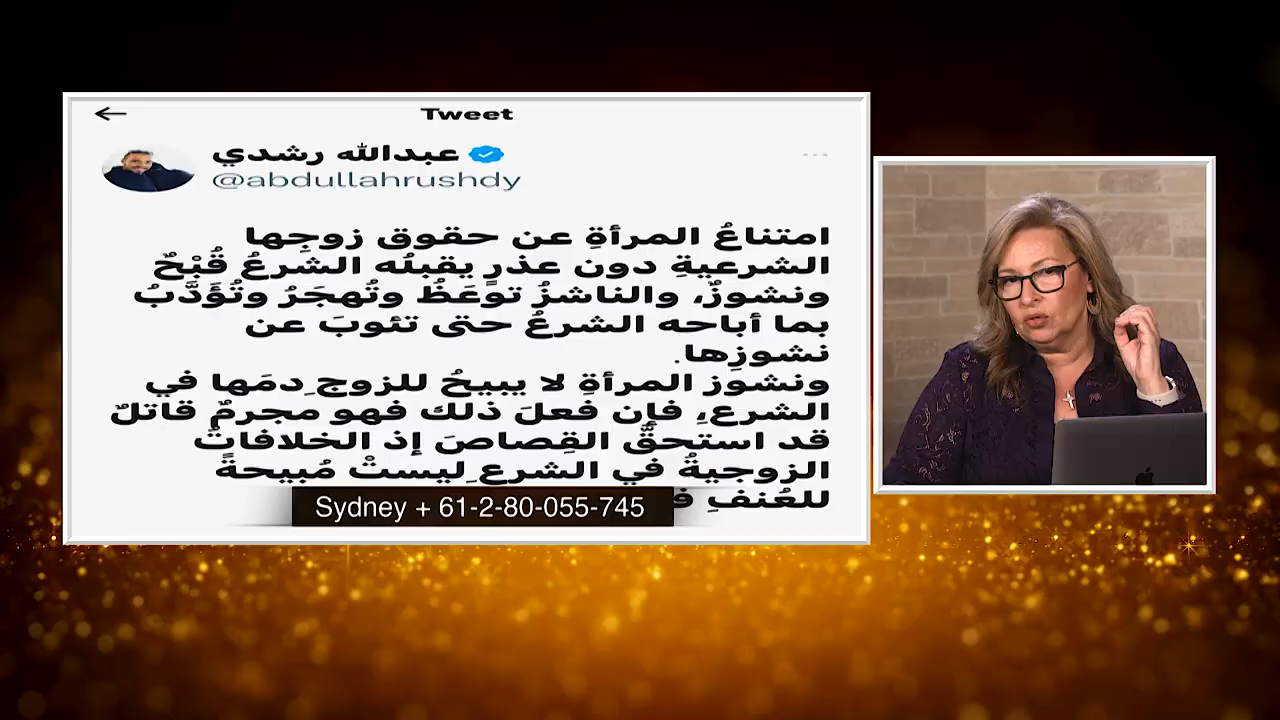 Tweet
عبدالله رشدي
@abdullahrushdy
امتناعُ المرأةِ عن حقوق زوجِها
الشرعيةِ دون عذرٍ يقبلُه الشرعُ قُبْحٌ
ونشوزٌ، والناشزُ توعَظُ وتُهجَرُ وتُؤَدَّبُ
بما أباحه الشرعُ حتى تئوبَ عن
نشوزِها.
ونشوز المرأةِ لا يبيحُ للزوجِ دمَها في
الشرعِ، فإن فعلَ ذلك فهو مجرمٌ قاتلٌ
قد استحقَّ القِصاصَ إذ الخلافاتُ
الزوجيةُ في الشرعِ ليستْ مُبيحةً
للعُنفِ
Sydney + 61-2-80-055-745